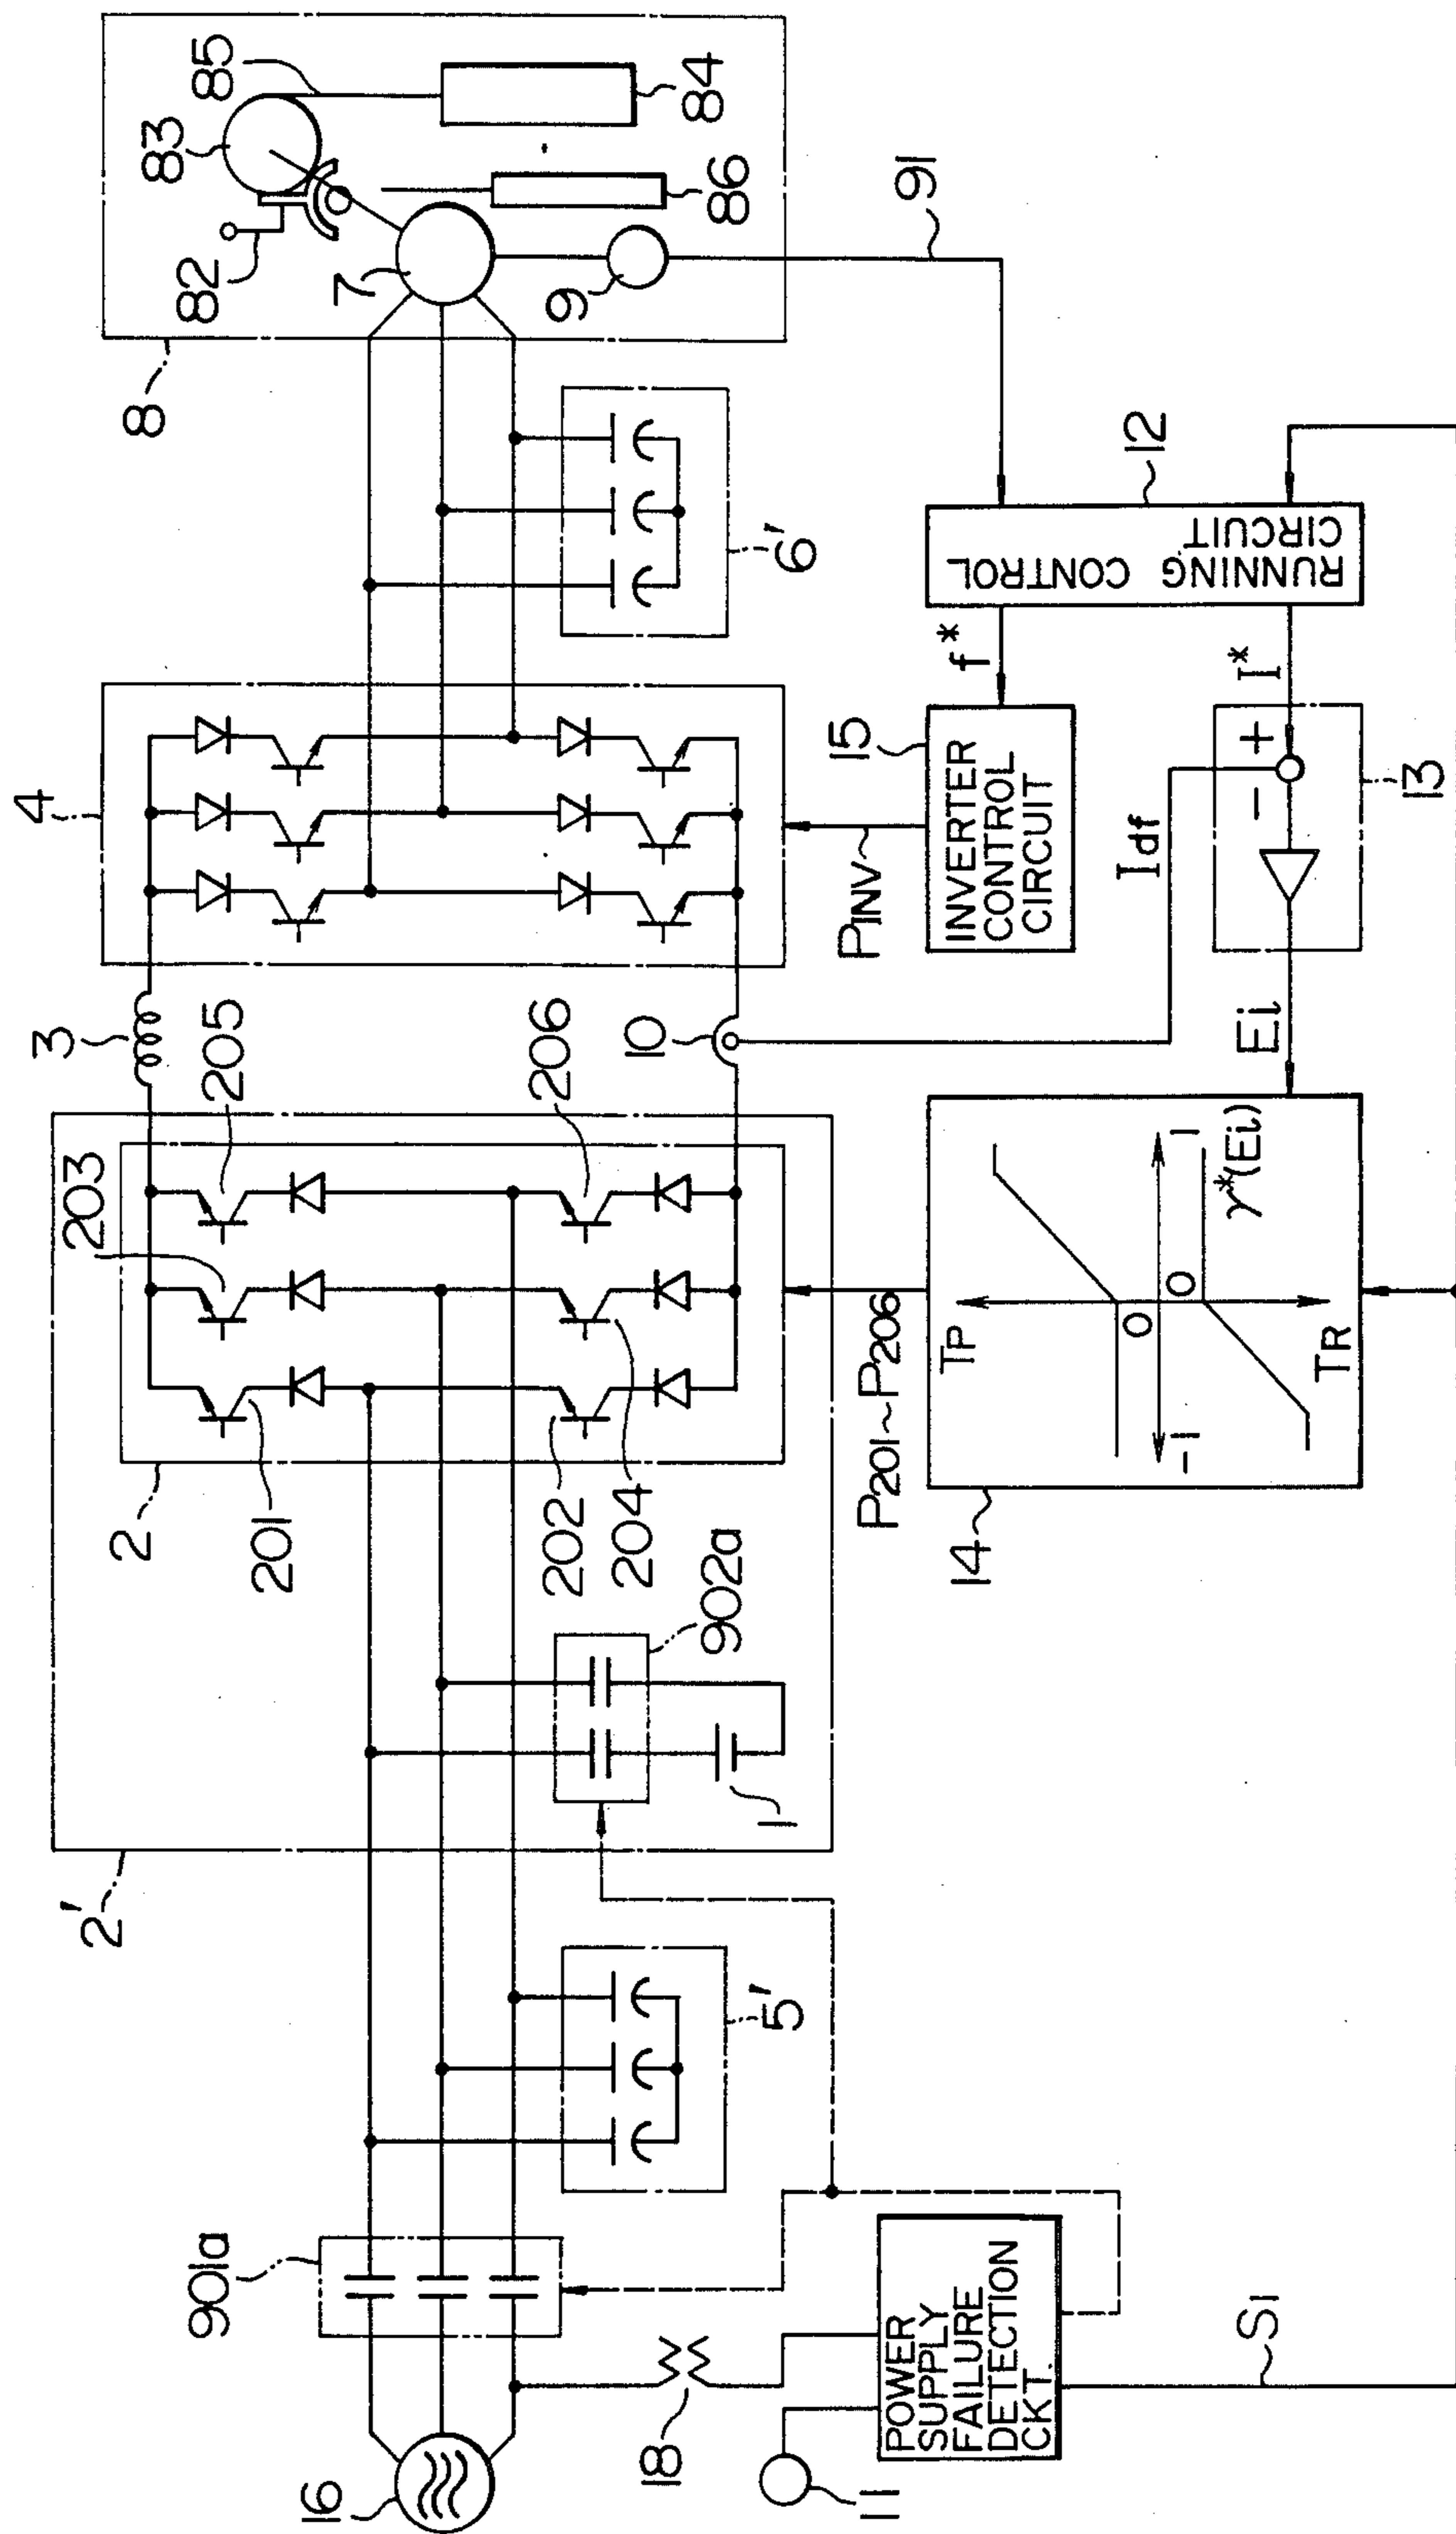 16
901a
18
11
POWER
SUPPLY
FAILURE
DETECTION
CKT.
S1
5'
2'
2
201
203
205
202
204
206
902a
1
3
10
4
P201~P206
14
TP
TR
0
0
1
-1
γ*(Ei)
Ei
Idf
13
+
-
I*
PINV
15
INVERTER
CONTROL
CIRCUIT
f*
RUNNING CONTROL
CIRCUIT
12
6'
8
7
9
91
82
83
85
84
86